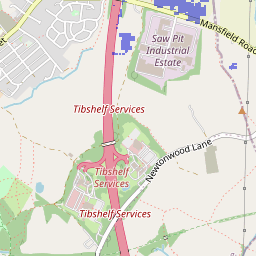 Mansfield Road
Saw Pit
Industrial
Estate
Tibshelf Services
Newtonwood Lane
Tibshelf
Services
Tibshelf Services